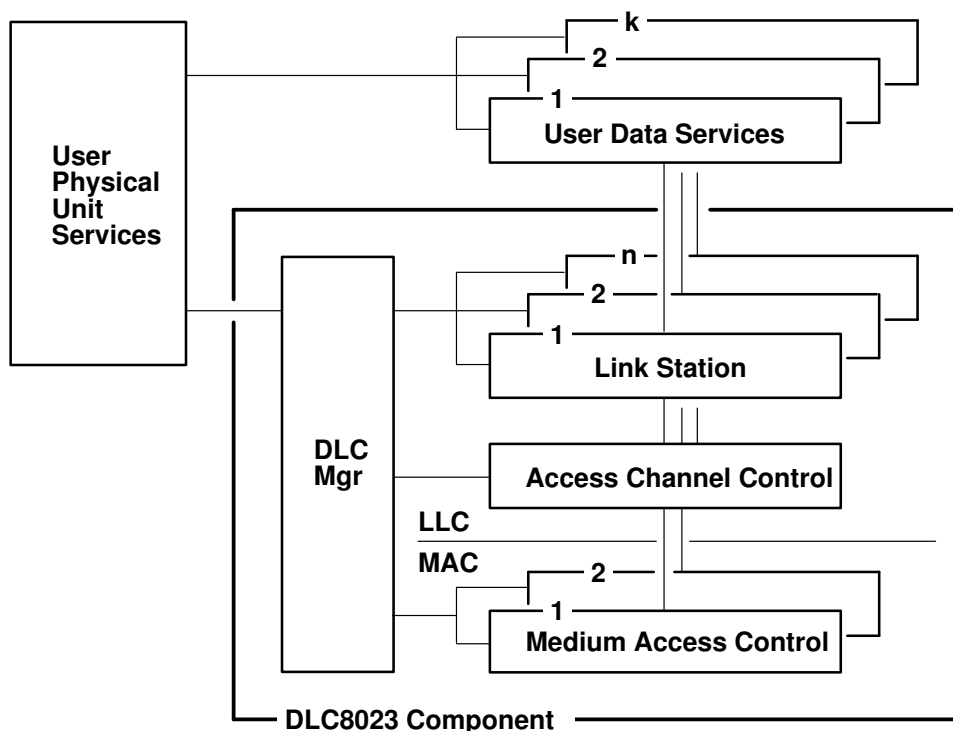 k
2
1
User Data Services
User
Physical
Unit
Services
n
2
1
Link Station
DLC
Mgr
Access Channel Control
LLC
MAC
2
1
Medium Access Control
DLC8023 Component